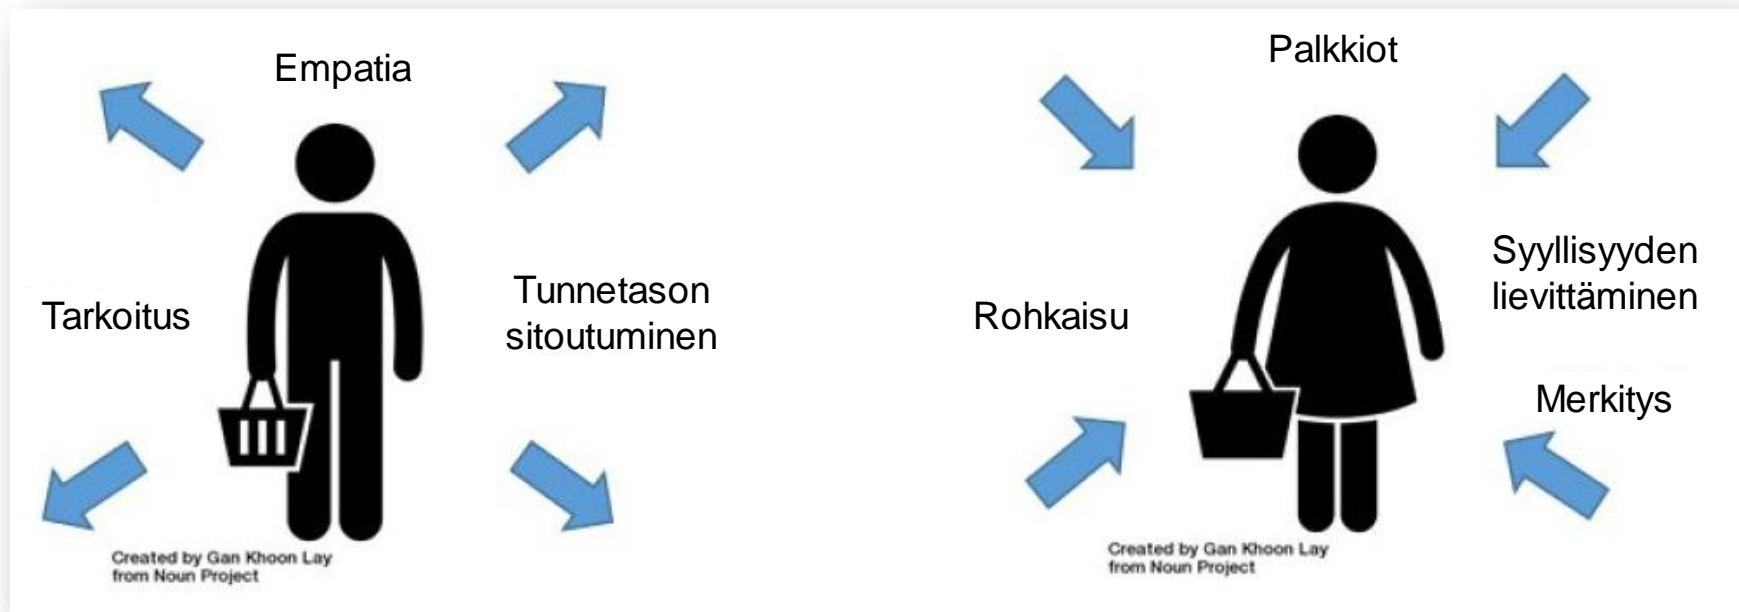 Empatia
Tarkoitus
Tunnetason
sitoutuminen
Created by Gan Khoon Lay
from Noun Project
Palkkiot
Rohkaisu
Syyllisyyden
lievittäminen
Merkitys
Created by Gan Khoon Lay
from Noun Project